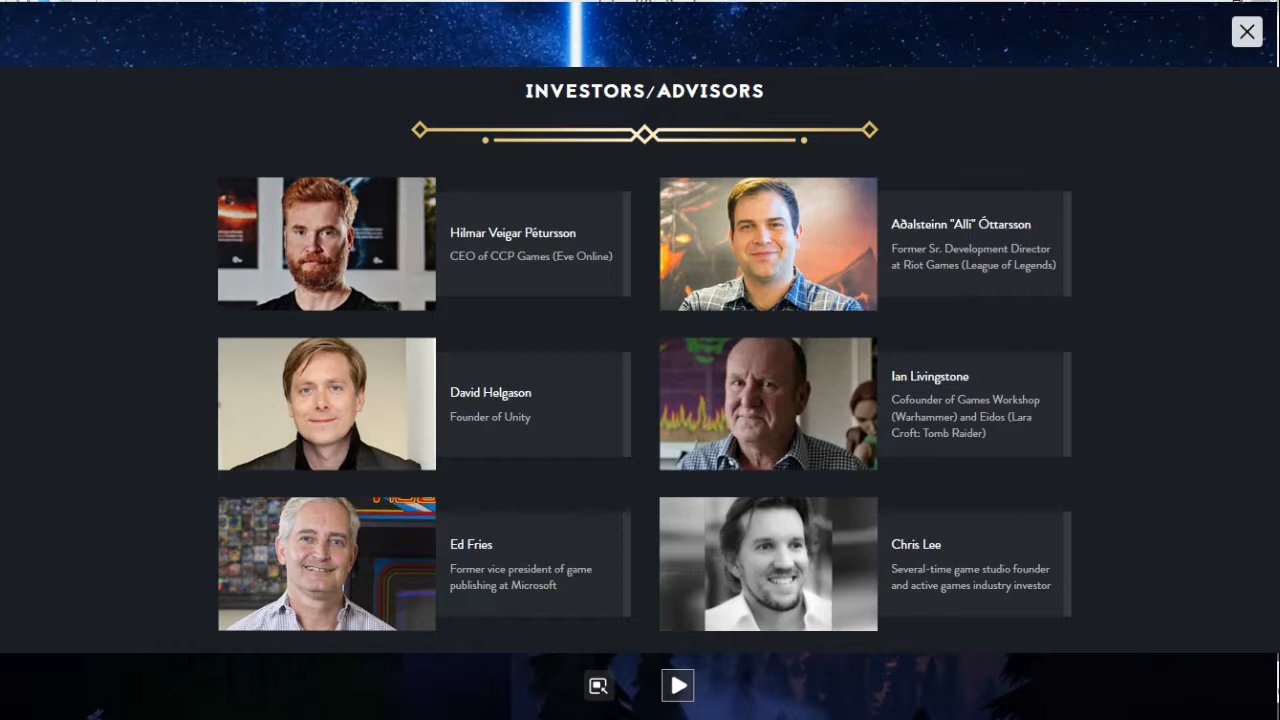 INVESTORS/ADVISORS
Hilmar Veigar Pétursson
CEO of CCP Games (Eve Online)
Aðalsteinn "Alli" Óttarsson
Former Sr. Development Director
at Riot Games (League of Legends)
David Helgason
Founder of Unity
Ian Livingstone
Cofounder of Games Workshop
(Warhammer) and Eidos (Lara
Croft: Tomb Raider)
Ed Fries
Former vice president of game
publishing at Microsoft
Chris Lee
Several-time game studio founder
and active games industry investor